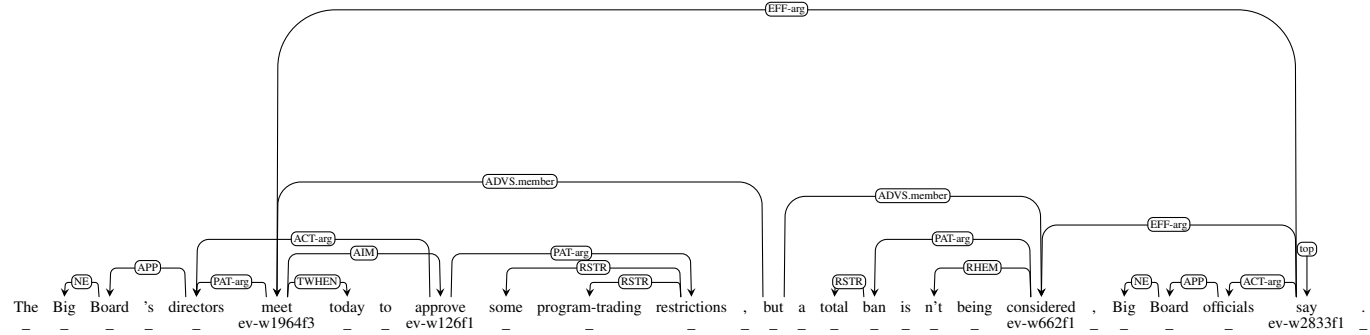 EFF-arg
ADVS.member
ADVS.member
EFF-arg
ACT-arg PAT-arg PAT-arg top
AIM
APP RSTR RHEM
NE PAT-arg TWHEN RSTR RSTR NE APP ACT-arg
The Big Board 's directors meet today to approve some program-trading restrictions , but a total ban is n't being considered , Big Board officials say .
_ _ _ _ _ ev-w1964f3 _ _ ev-w126f1 _ _ _ _ _ _ _ _ _ _ _ ev-w662f1 _ _ _ _ ev-w2833f1 _